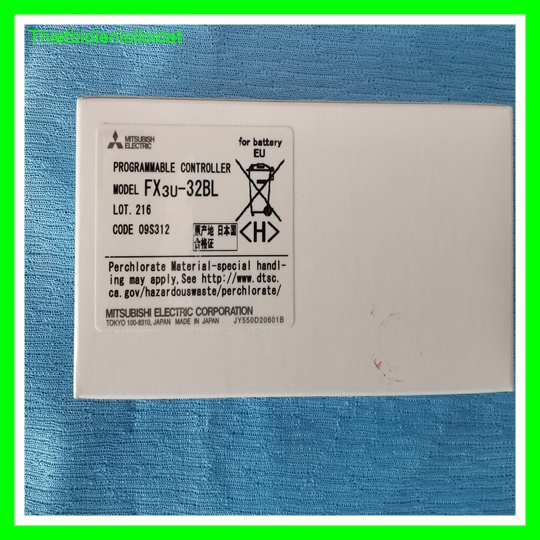 Thietbidientoloidat
MITSUBISHI
ELECTRIC
for battery
EU
PROGRAMMABLE CONTROLLER
MODEL FX3U-32BL
LOT. 216
CODE 09S312
原产地 日本国
合格证
<H>
Perchlorate Material-special handl-
ing may apply.See http://www.dtsc.
ca.gov/hazardouswaste/perchlorate/
MITSUBISHI ELECTRIC CORPORATION
TOKYO 100-8310, JAPAN MADE IN JAPAN JY550D20601B